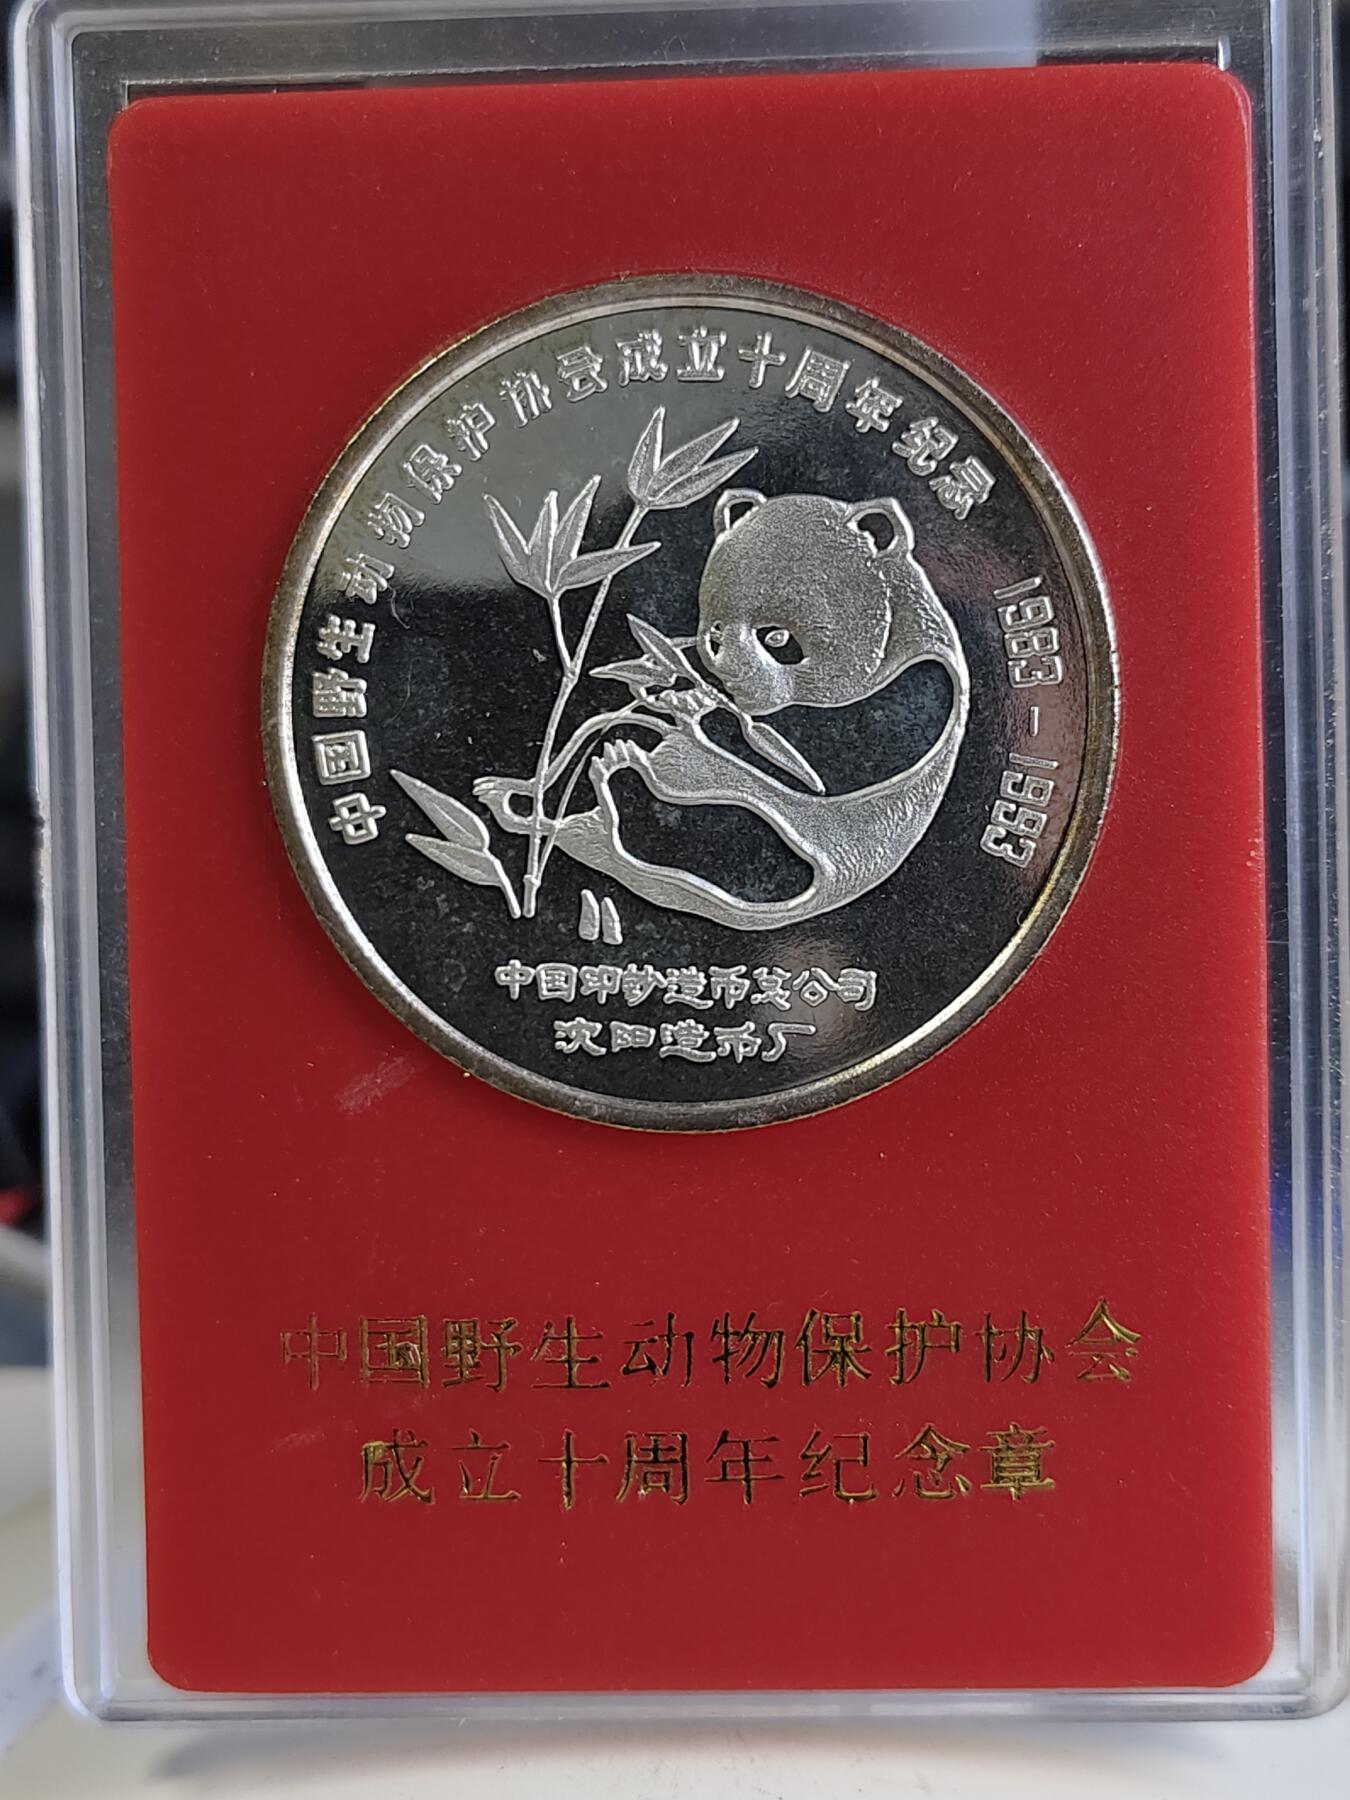 中国野生动物保护协会成立十周年纪念
1983-1993
中国印钞造币总公司
沈阳造币厂
中国野生动物保护协会
成立十周年纪念章